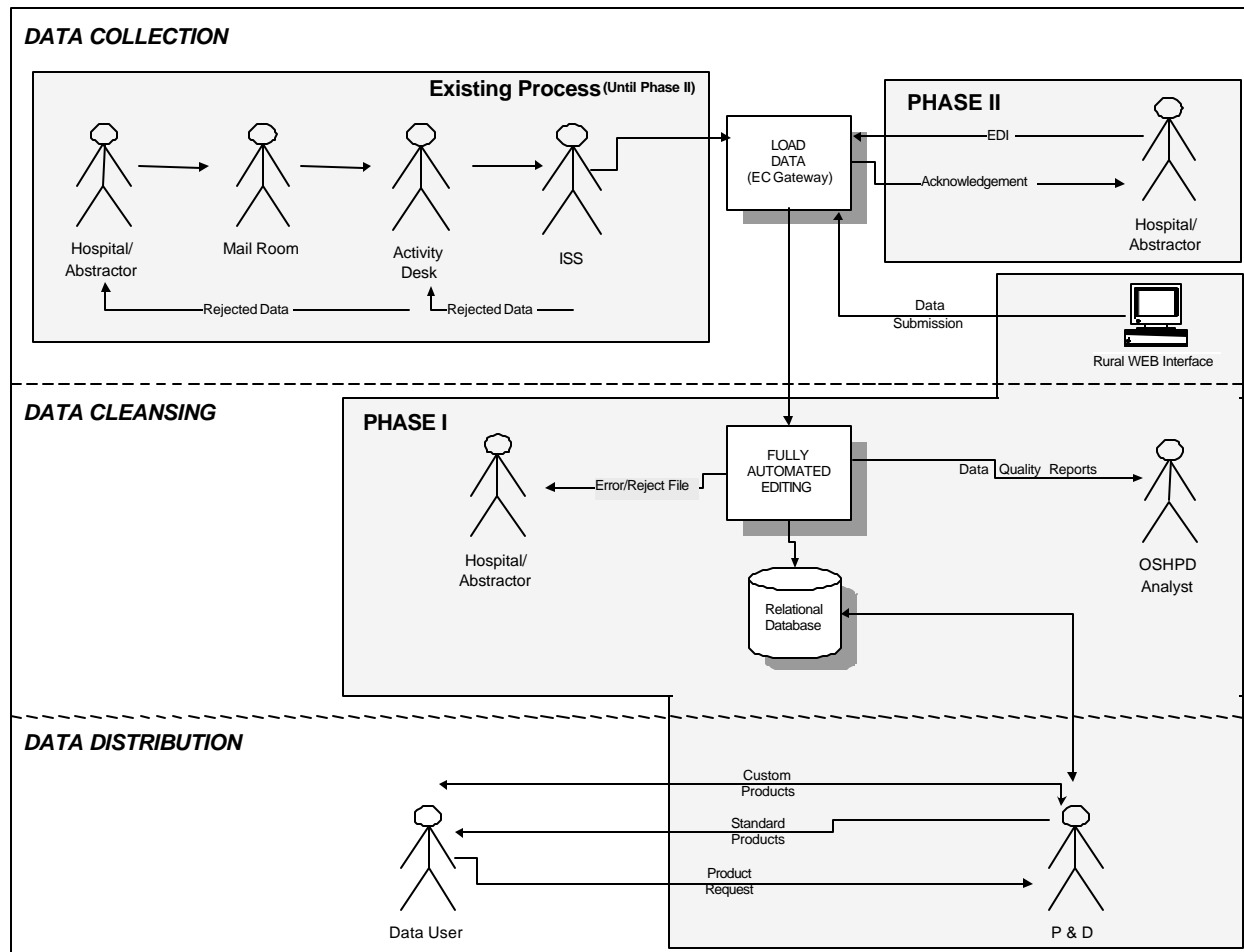 DATA COLLECTION
Existing Process (Until Phase II)
Hospital/
Abstractor
Mail Room
Activity
Desk
ISS
Rejected Data
Rejected Data
LOAD
DATA
(EC Gateway)
PHASE II
EDI
Acknowledgement
Hospital/
Abstractor
Data
Submission
Rural WEB Interface
DATA CLEANSING
PHASE I
Hospital/
Abstractor
Error/Reject File
FULLY
AUTOMATED
EDITING
Data Quality Reports
OSHPD
Analyst
Relational
Database
DATA DISTRIBUTION
Custom
Products
Standard
Products
Product
Request
Data User
P & D